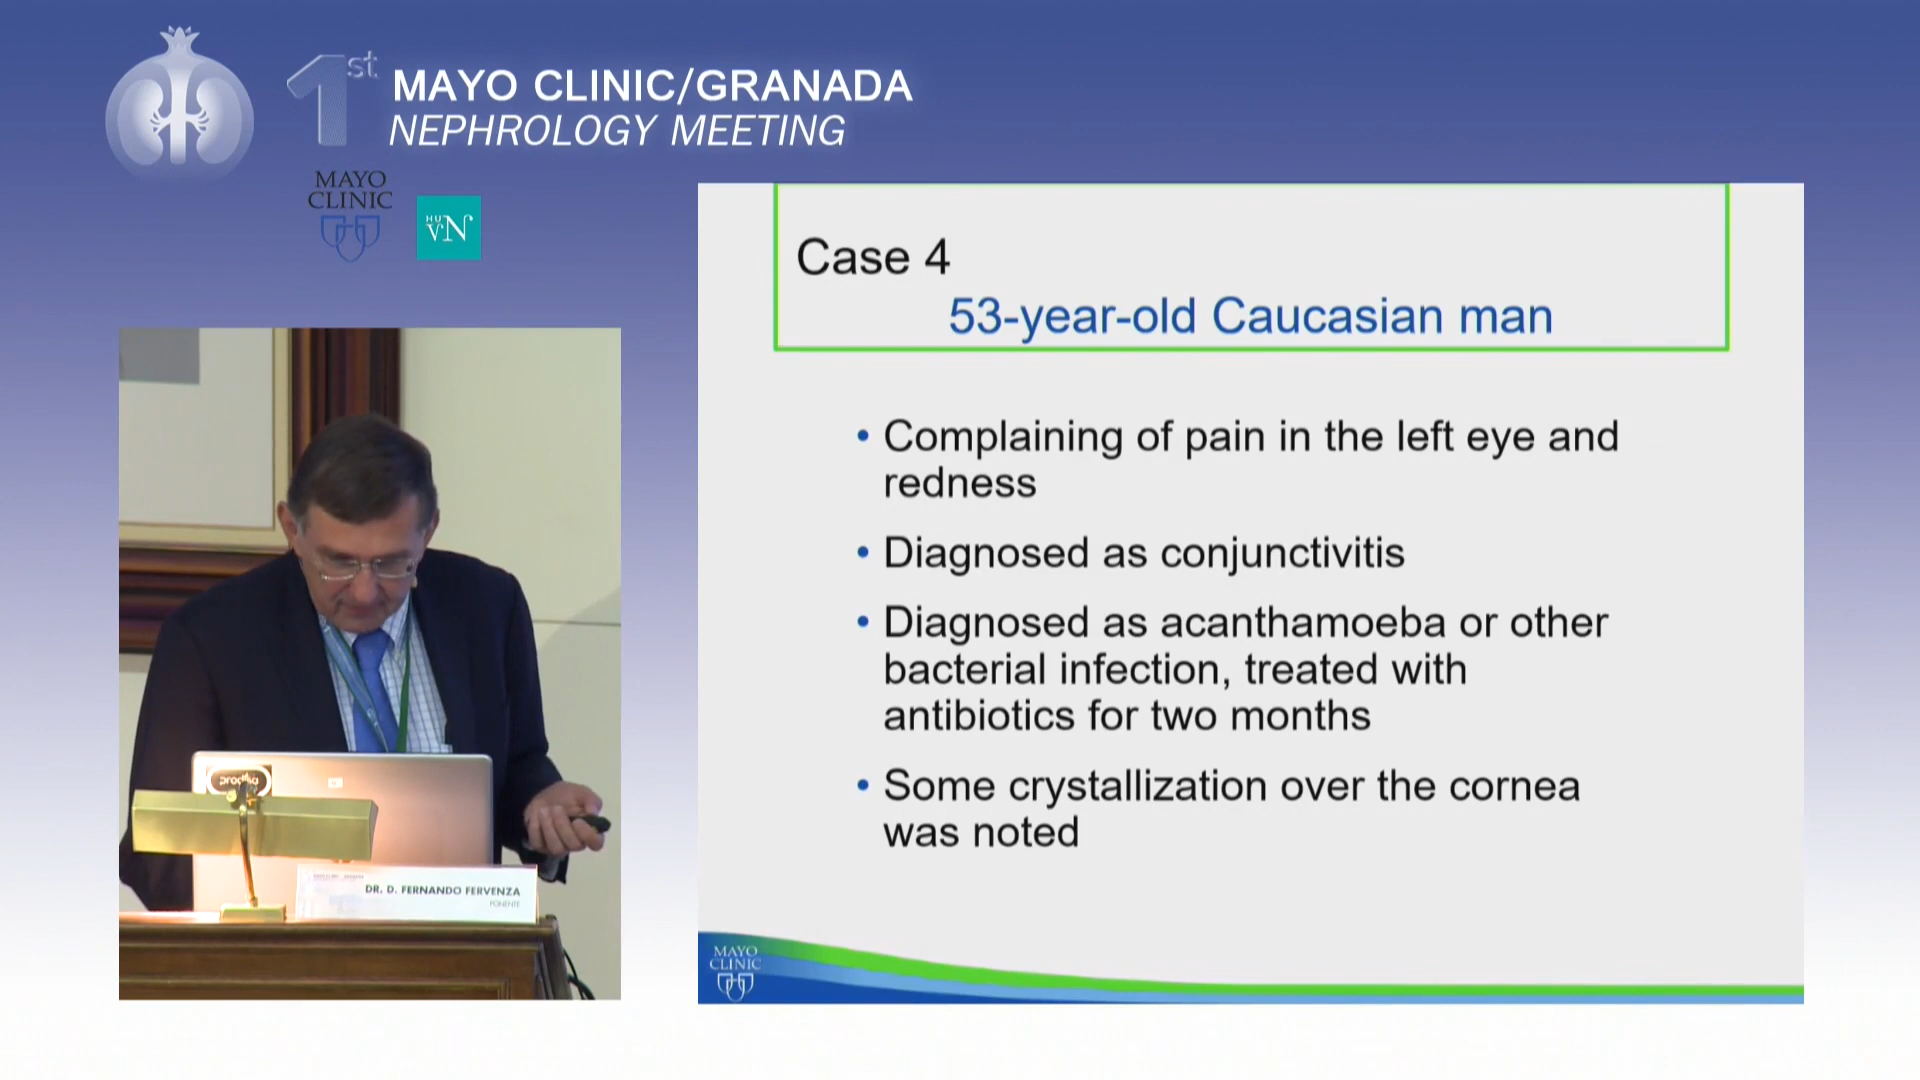 1st
MAYO CLINIC/GRANADA
NEPHROLOGY MEETING
MAYO
CLINIC
HU
VN
Case 4
53-year-old Caucasian man
• Complaining of pain in the left eye and
redness
• Diagnosed as conjunctivitis
• Diagnosed as acanthamoeba or other
bacterial infection, treated with
antibiotics for two months
• Some crystallization over the cornea
was noted
DR. D. FERNANDO FERVENZA
PONENTE
MAYO
CLINIC